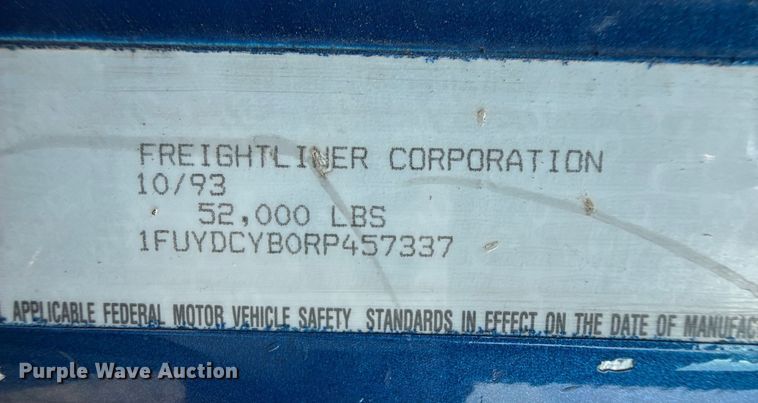 FREIGHTLINER CORPORATION
10/93
52,000 LBS
1FUYDCYB0RP457337
APPLICABLE FEDERAL MOTOR VEHICLE SAFETY STANDARDS IN EFFECT ON THE DATE OF MANUFAC
Purple Wave Auction